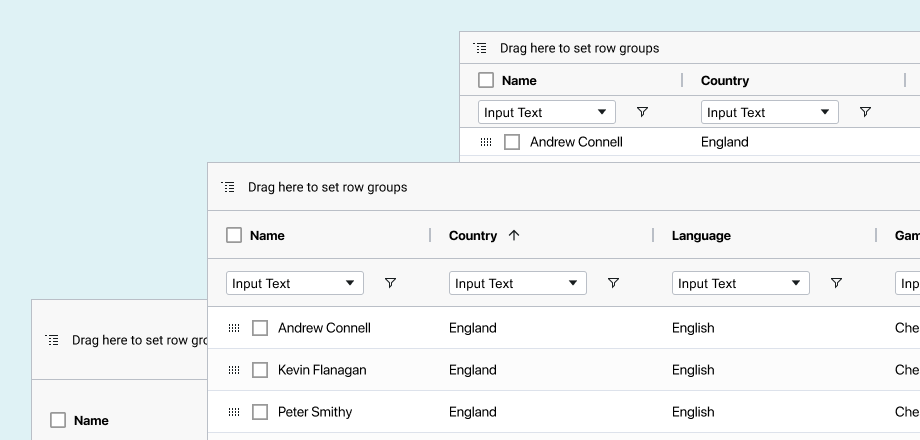 Drag here to set row groups
Name Country
Input Text Input Text
Andrew Connell England
Drag here to set row groups
Name Country Language Gam
Input Text Input Text Input Text Inp
Andrew Connell England English Che
Kevin Flanagan England English Che
Peter Smithy England English Che
Drag here to set row gro
Name